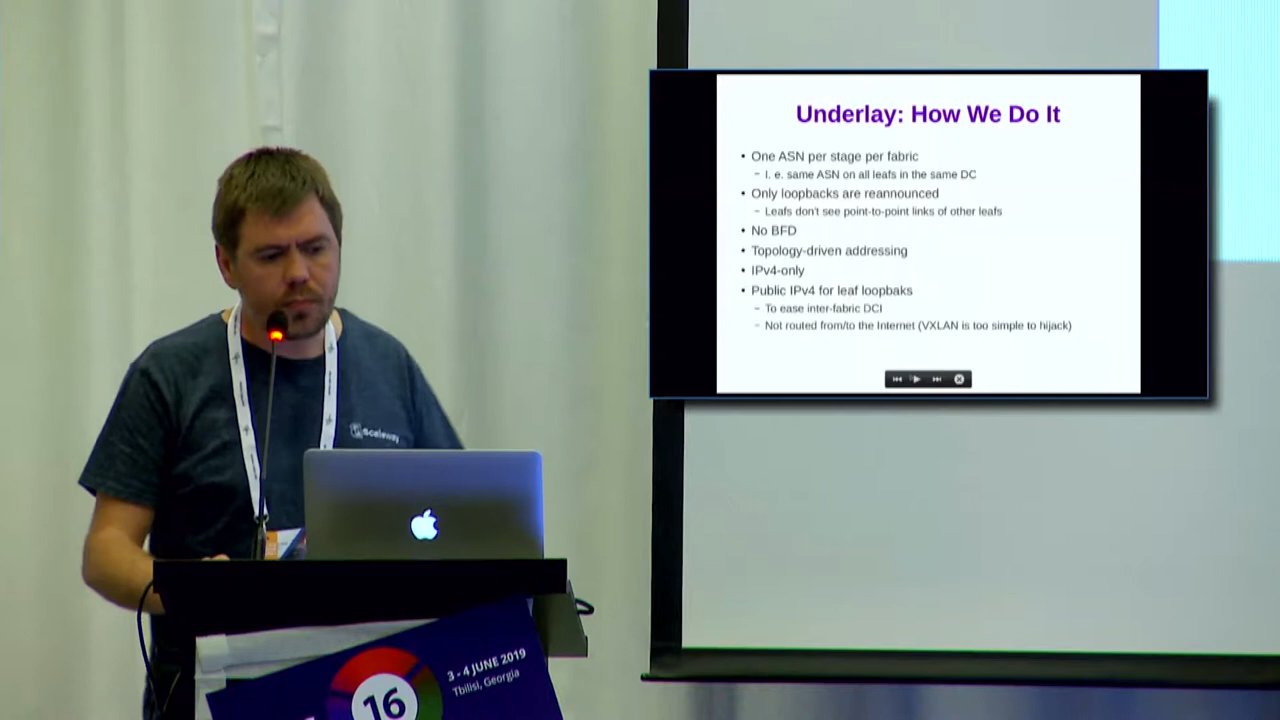 Underlay: How We Do It
• One ASN per stage per fabric
– I. e. same ASN on all leafs in the same DC
• Only loopbacks are reannounced
– Leafs don't see point-to-point links of other leafs
• No BFD
• Topology-driven addressing
• IPv4-only
• Public IPv4 for leaf loopbaks
– To ease inter-fabric DCI
– Not routed from/to the Internet (VXLAN is too simple to hijack)
Scaleway
3 - 4 JUNE 2019
Tbilisi, Georgia
16